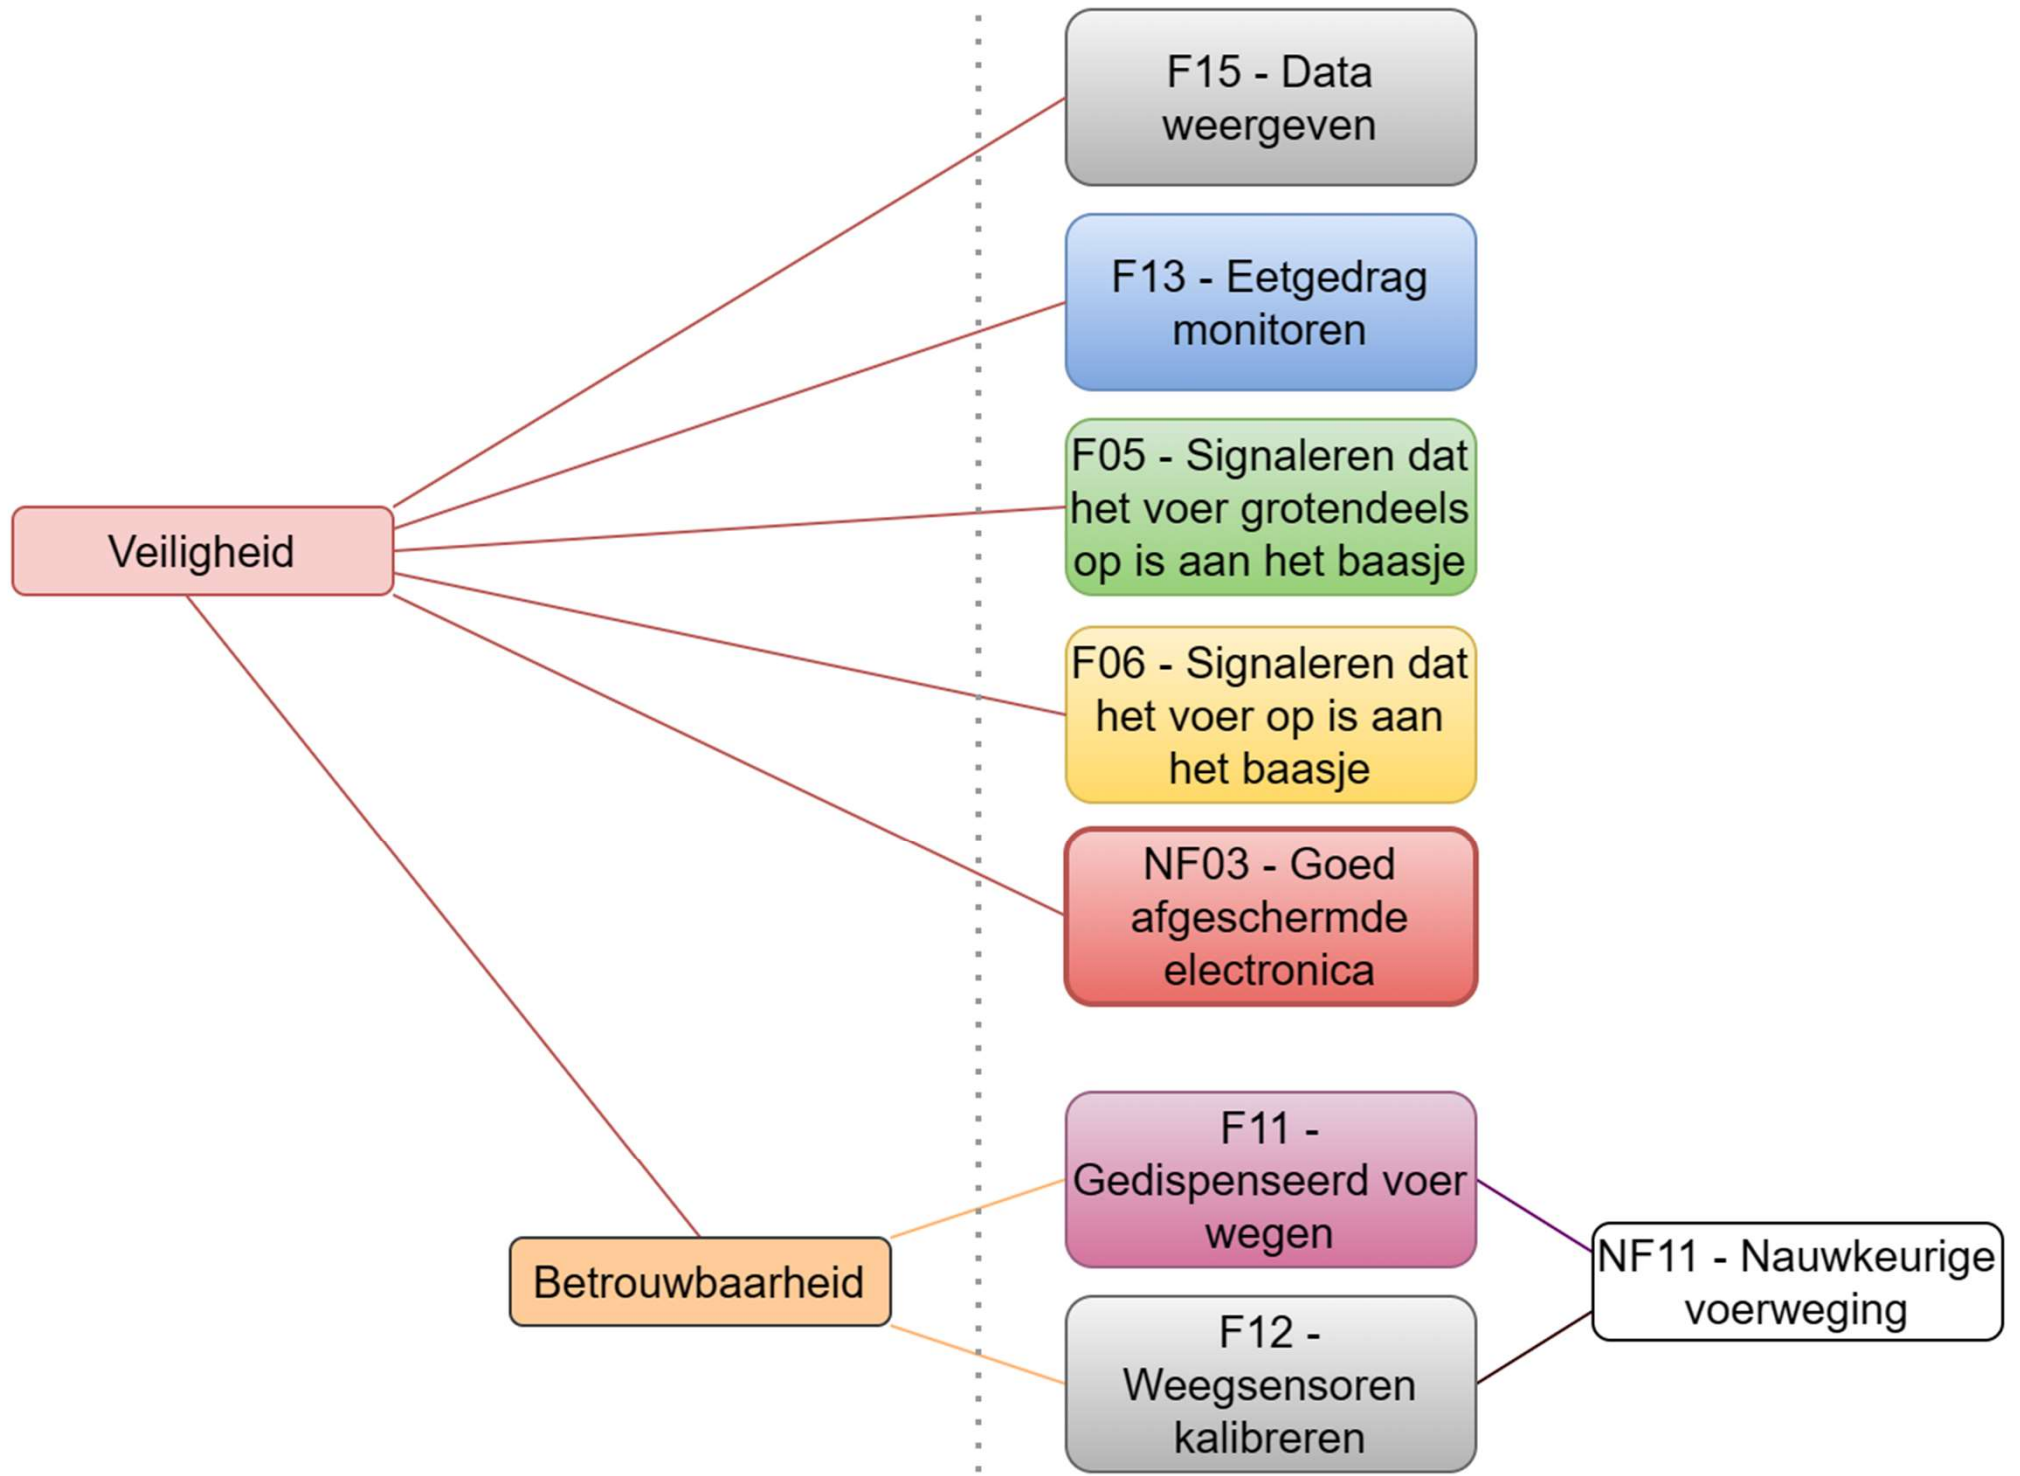 F15 - Data
weergeven
F13 - Eetgedrag
monitoren
F05 - Signaleren dat
het voer grotendeels
op is aan het baasje
Veiligheid
F06 - Signaleren dat
het voer op is aan
het baasje
NF03 - Goed
afgeschermde
electronica
F11 -
Gedispenseerd voer
wegen
Betrouwbaarheid
NF11 - Nauwkeurige
voerweging
F12 -
Weegsensoren
kalibreren